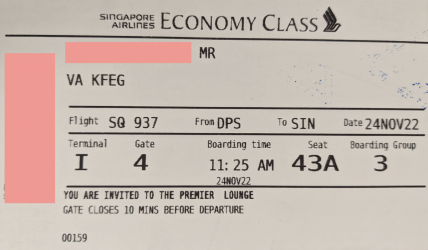 SINGAPORE AIRLINES ECONOMY CLASS
MR
VA KFEG
Flight SQ 937 From DPS To SIN Date 24NOV22
Terminal Gate Boarding time Seat Boarding Group
I 4 11:25 AM 43A 3
24NOV22
YOU ARE INVITED TO THE PREMIER LOUNGE
GATE CLOSES 10 MINS BEFORE DEPARTURE
00159